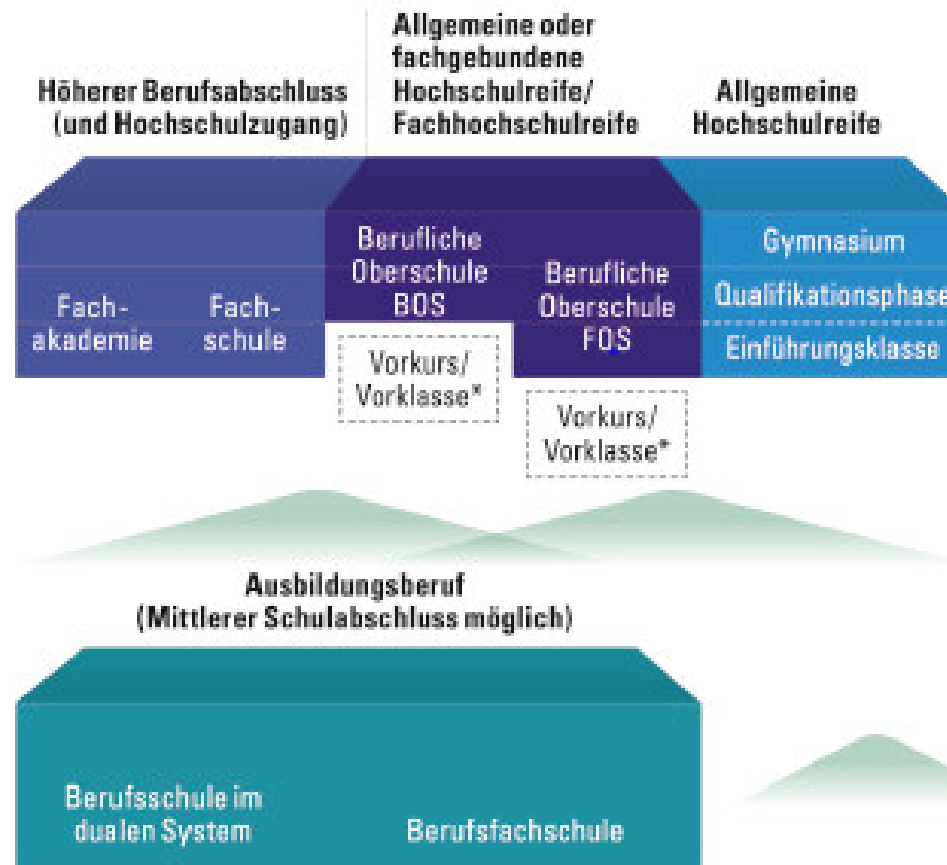 Höherer Berufsabschluss
(und Hochschulzugang)
Allgemeine oder
fachgebundene
Hochschulreife/
Fachhochschulreife
Allgemeine
Hochschulreife
Fach-
akademie
Fach-
schule
Berufliche
Oberschule
BOS
Vorkurs/
Vorklasse*
Berufliche
Oberschule
FOS
Vorkurs/
Vorklasse*
Gymnasium
Qualifikationsphase
Einführungsklasse
Ausbildungsberuf
(Mittlerer Schulabschluss möglich)
Berufsschule im
dualen System
Berufsfachschule